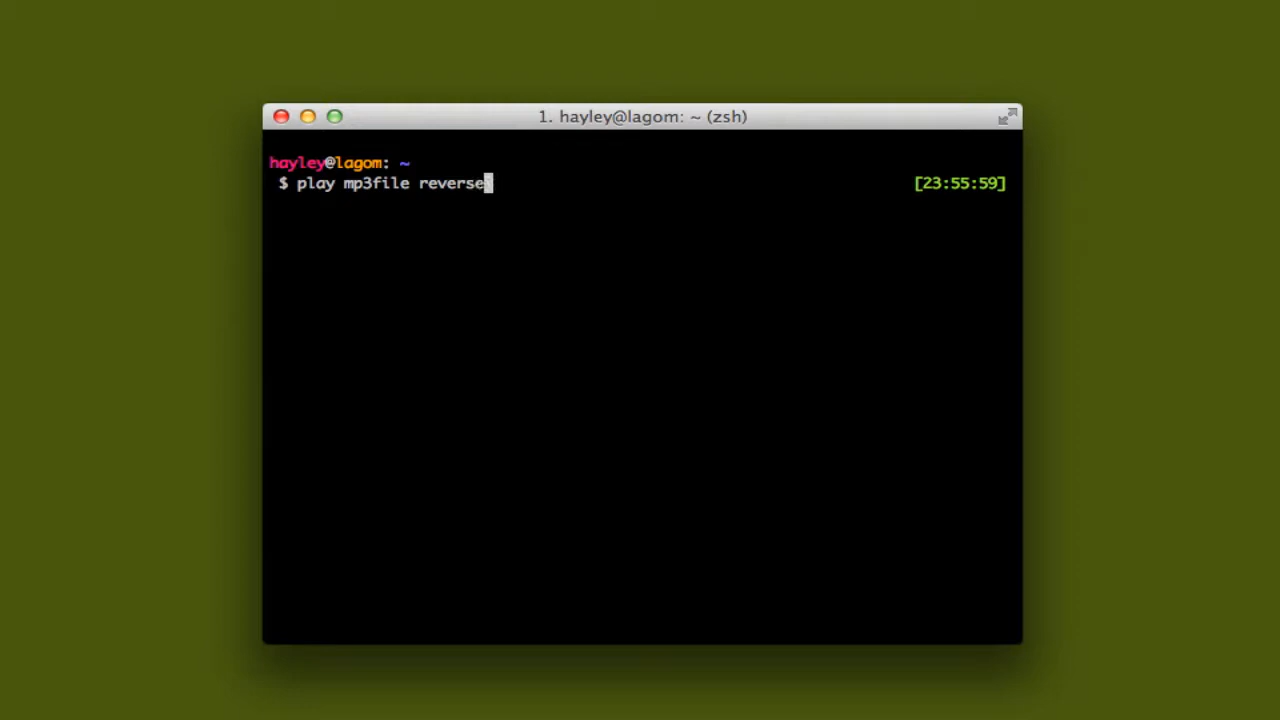 1. hayley@lagom: ~ (zsh)
hayley@lagom: ~
$ play mp3file reverse [23:55:59]